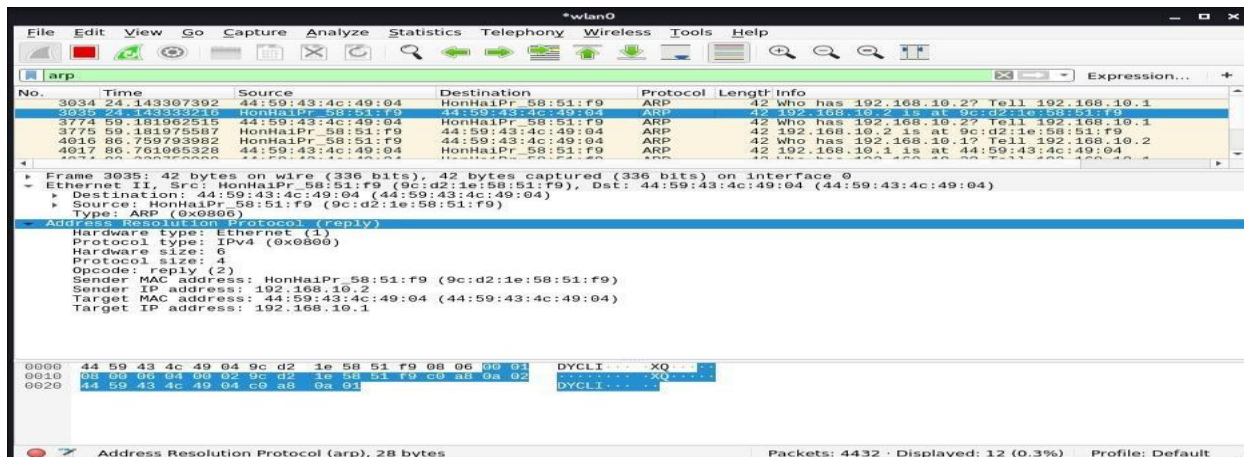 *wlan0
File Edit View Go Capture Analyze Statistics Telephony Wireless Tools Help
arp Expression... +
No. Time Source Destination Protocol Length Info
3034 24.143307392 44:59:43:4c:49:04 HonHaiPr_58:51:f9 ARP 42 Who has 192.168.10.2? Tell 192.168.10.1
3035 24.143333216 HonHaiPr_58:51:f9 44:59:43:4c:49:04 ARP 42 192.168.10.2 is at 9c:d2:1e:58:51:f9
3774 59.181962515 44:59:43:4c:49:04 HonHaiPr_58:51:f9 ARP 42 Who has 192.168.10.2? Tell 192.168.10.1
3775 59.181975587 HonHaiPr_58:51:f9 44:59:43:4c:49:04 ARP 42 192.168.10.2 is at 9c:d2:1e:58:51:f9
4016 86.759793982 HonHaiPr_58:51:f9 44:59:43:4c:49:04 ARP 42 Who has 192.168.10.1? Tell 192.168.10.2
4017 86.761065328 44:59:43:4c:49:04 HonHaiPr_58:51:f9 ARP 42 192.168.10.1 is at 44:59:43:4c:49:04
Frame 3035: 42 bytes on wire (336 bits), 42 bytes captured (336 bits) on interface 0
Ethernet II, Src: HonHaiPr_58:51:f9 (9c:d2:1e:58:51:f9), Dst: 44:59:43:4c:49:04 (44:59:43:4c:49:04)
Destination: 44:59:43:4c:49:04 (44:59:43:4c:49:04)
Source: HonHaiPr_58:51:f9 (9c:d2:1e:58:51:f9)
Type: ARP (0x0806)
Address Resolution Protocol (reply)
Hardware type: Ethernet (1)
Protocol type: IPv4 (0x0800)
Hardware size: 6
Protocol size: 4
Opcode: reply (2)
Sender MAC address: HonHaiPr_58:51:f9 (9c:d2:1e:58:51:f9)
Sender IP address: 192.168.10.2
Target MAC address: 44:59:43:4c:49:04 (44:59:43:4c:49:04)
Target IP address: 192.168.10.1
0000 44 59 43 4c 49 04 9c d2 1e 58 51 f9 08 06 00 01 DYCLI··· ·XQ·····
0010 08 00 06 04 00 02 9c d2 1e 58 51 f9 c0 a8 0a 02 ········ ·XQ·····
0020 44 59 43 4c 49 04 c0 a8 0a 01 DYCLI··· ··
Address Resolution Protocol (arp), 28 bytes Packets: 4432 · Displayed: 12 (0.3%) Profile: Default